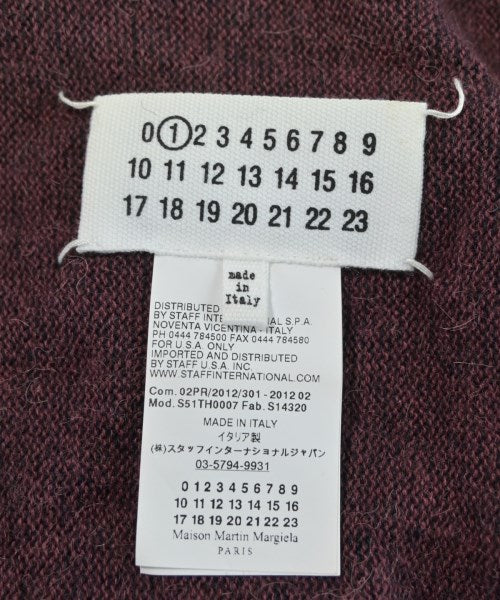 0 1 2 3 4 5 6 7 8 9
10 11 12 13 14 15 16
17 18 19 20 21 22 23
made
in
Italy
DISTRIBUTED
BY STAFF INTE NAL S.P.A.
NOVENTA VICENTINA - ITALY
PH 0444 784500 FAX 0444 784580
FOR U.S.A. ONLY
IMPORTED AND DISTRIBUTED
BY STAFF U.S.A. INC.
WWW.STAFFINTERNATIONAL.COM
Com. 02PR/2012/301 - 2012 02
Mod. S51TH0007 Fab. S14320
MADE IN ITALY
イタリア製
(株)スタッフインターナショナルジャパン
03-5794-9931
0 1 2 3 4 5 6 7 8 9
10 11 12 13 14 15 16
17 18 19 20 21 22 23
Maison Martin Margiela
PARIS